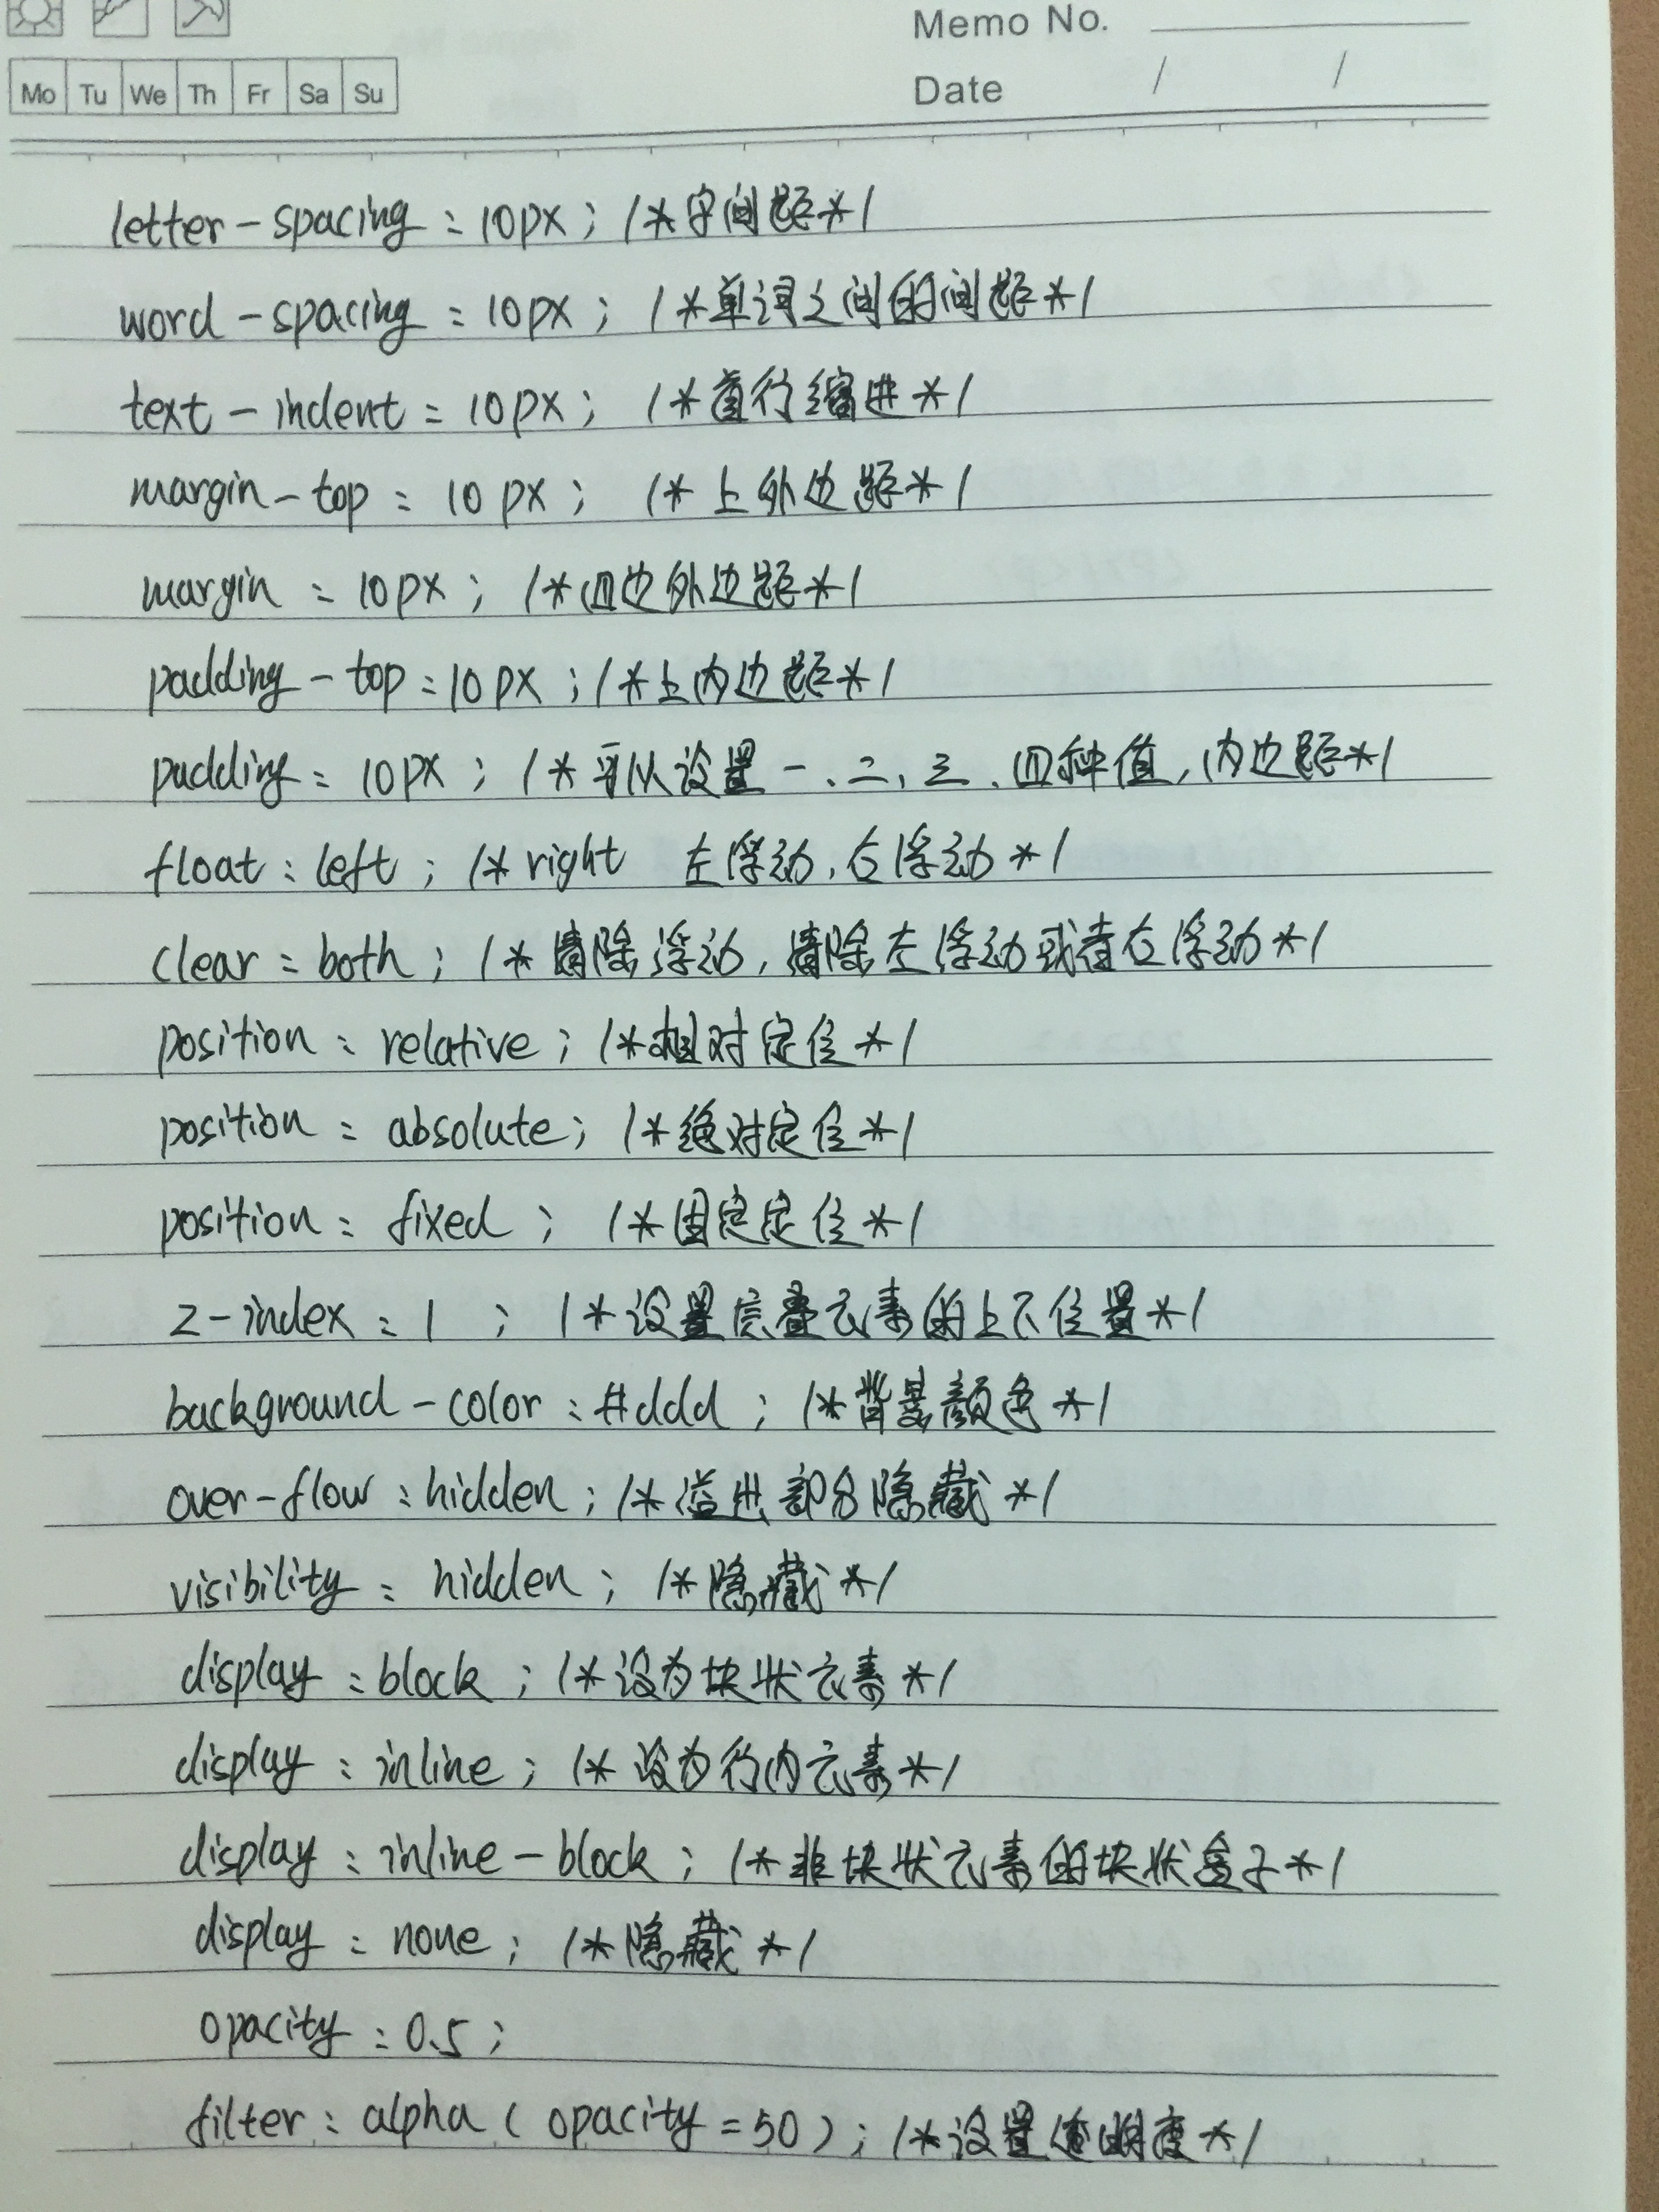 Memo No.
Mo Tu We Th Fr Sa Su
Date / /
letter-spacing:10px; /*字间距*/
word-spacing:10px; /*单词之间的间距*/
text-indent:10px; /*首行缩进*/
margin-top:10px; /*上外边距*/
margin:10px; /*四边外边距*/
padding-top:10px; /*上内边距*/
padding:10px; /*可以设置一、二、三、四种值,内边距*/
float:left; /*right 左浮动,右浮动*/
clear:both; /*清除浮动,清除左浮动或者右浮动*/
position:relative; /*相对定位*/
position:absolute; /*绝对定位*/
position:fixed; /*固定定位*/
z-index:1; /*设置层叠元素的上下位置*/
background-color:#ddd; /*背景颜色*/
over-flow:hidden; /*溢出部分隐藏*/
visibility:hidden; /*隐藏*/
display:block; /*设为块状元素*/
display:inline; /*设为行内元素*/
display:inline-block; /*非块状元素的块状盒子*/
display:none; /*隐藏*/
opacity:0.5;
filter:alpha(opacity=50); /*设置透明度*/